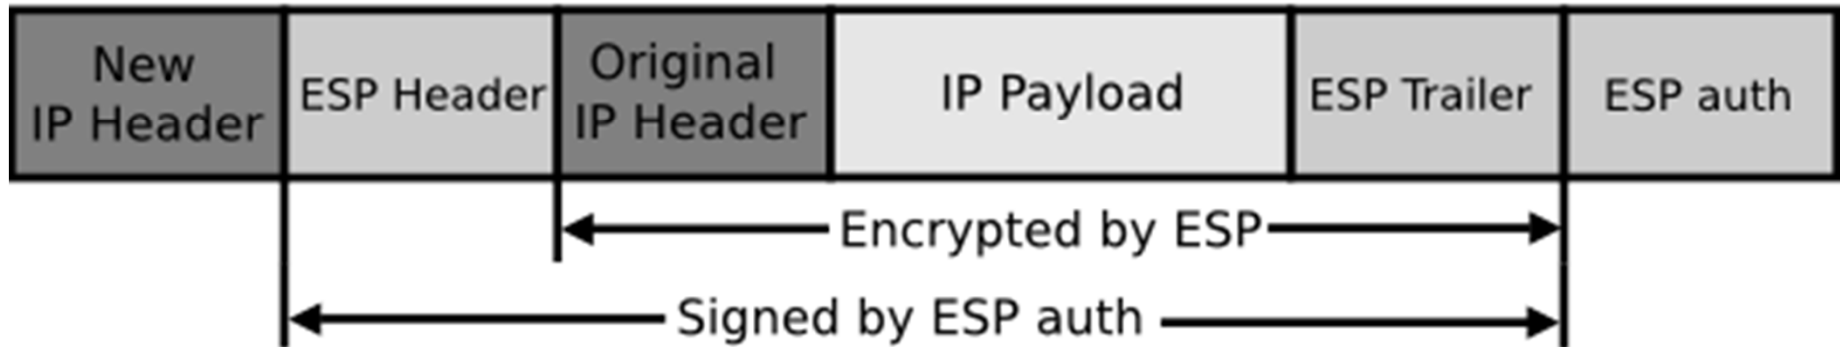 New
IP Header
ESP Header
Original
IP Header
IP Payload
ESP Trailer
ESP auth
Encrypted by ESP
Signed by ESP auth